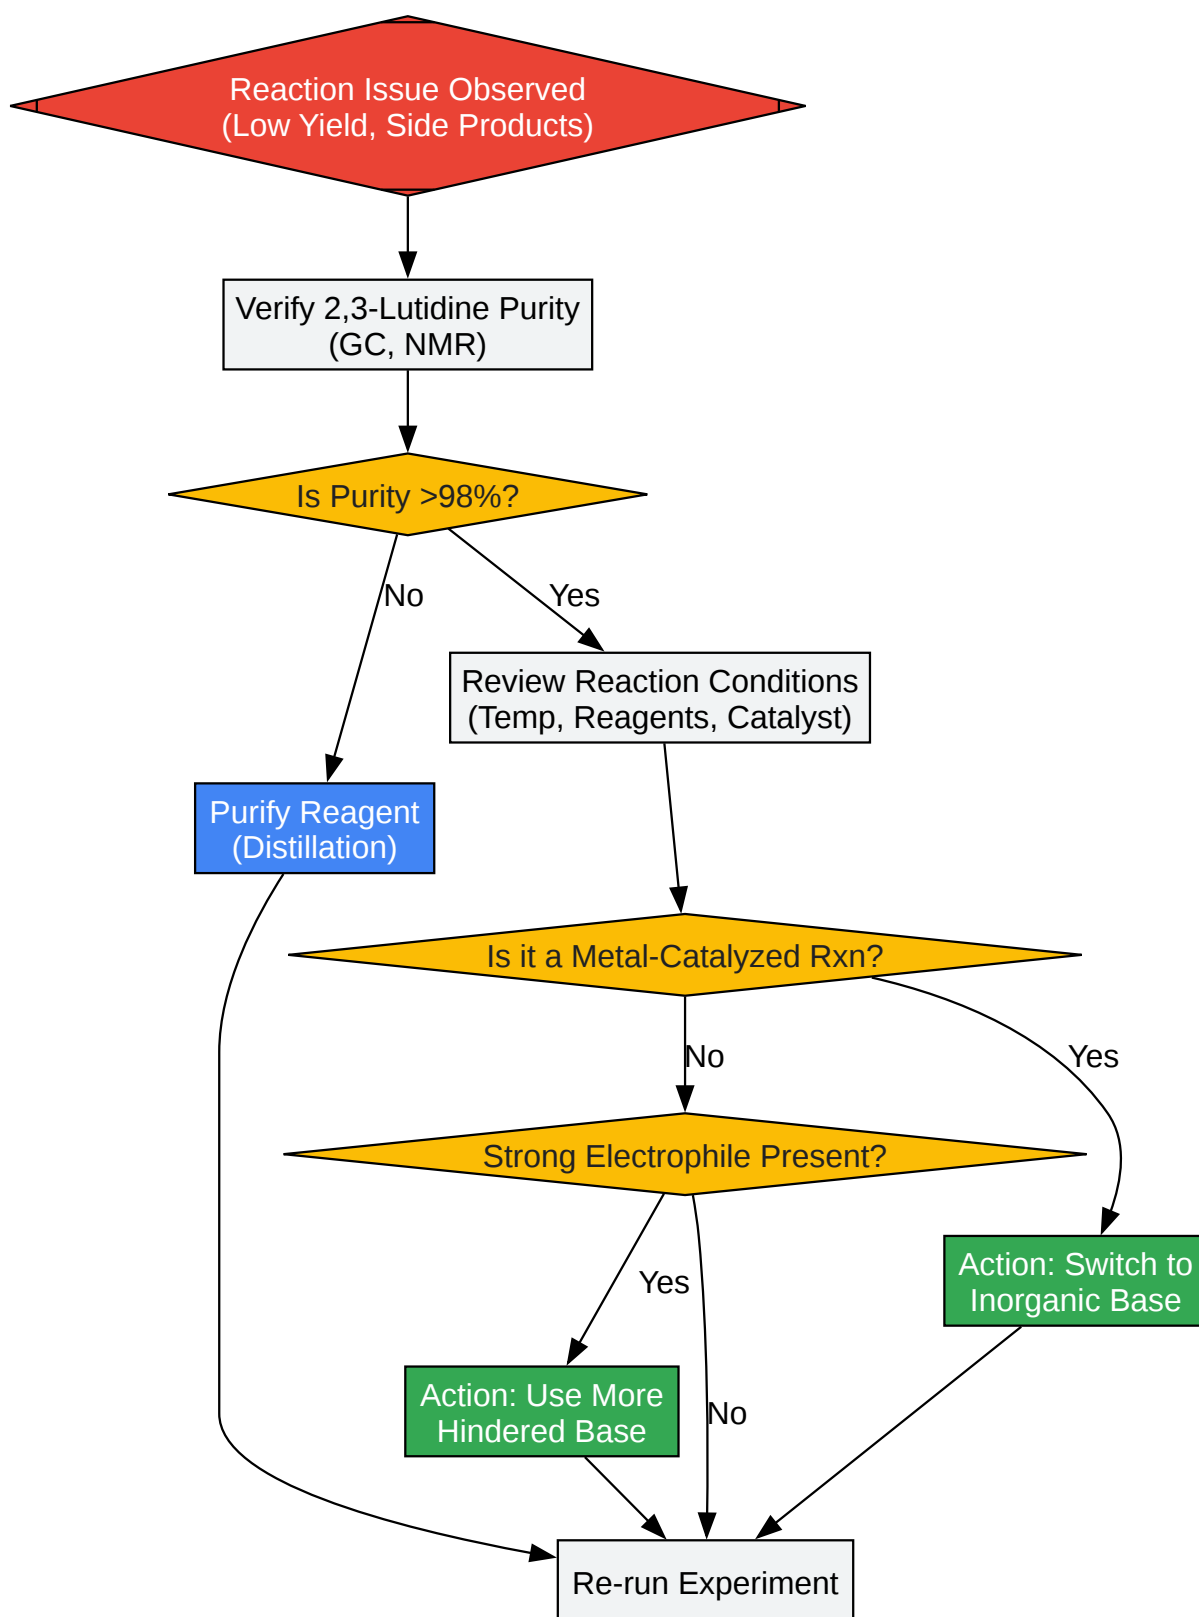 Reaction Issue Observed
(Low Yield, Side Products)
Verify 2,3-Lutidine Purity
(GC, NMR)
Is Purity >98%?
No
Yes
Review Reaction Conditions
(Temp, Reagents, Catalyst)
Purify Reagent
(Distillation)
Is it a Metal-Catalyzed Rxn?
No
Yes
Strong Electrophile Present?
Yes
Action: Switch to
Inorganic Base
Action: Use More
Hindered Base
No
Re-run Experiment